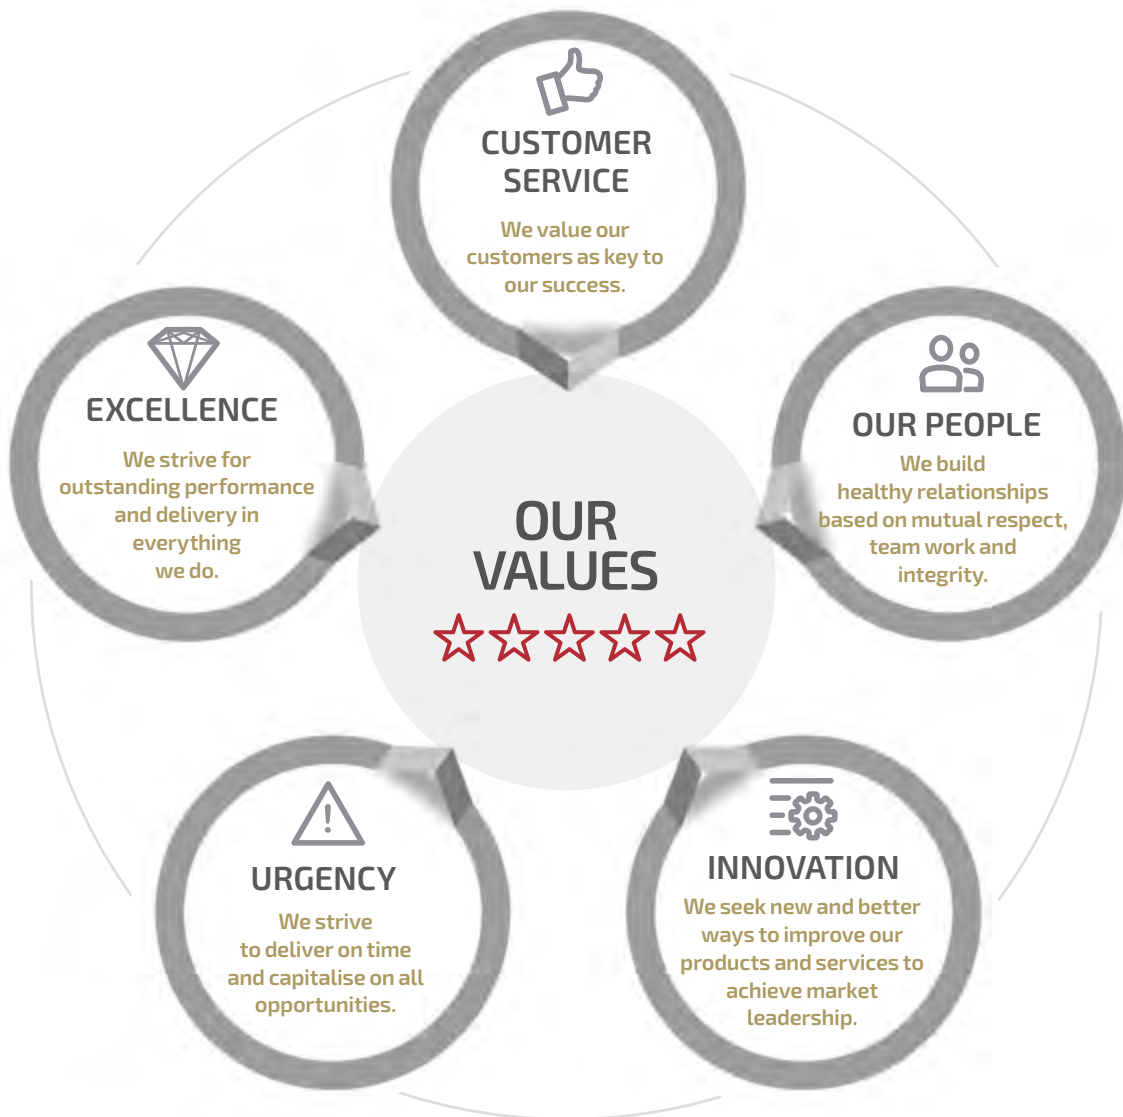 CUSTOMER
SERVICE
We value our
customers as key to
our success.
EXCELLENCE
We strive for
outstanding performance
and delivery in
everything
we do.
OUR PEOPLE
We build
healthy relationships
based on mutual respect,
team work and
integrity.
OUR
VALUES
URGENCY
We strive
to deliver on time
and capitalise on all
opportunities.
INNOVATION
We seek new and better
ways to improve our
products and services to
achieve market
leadership.